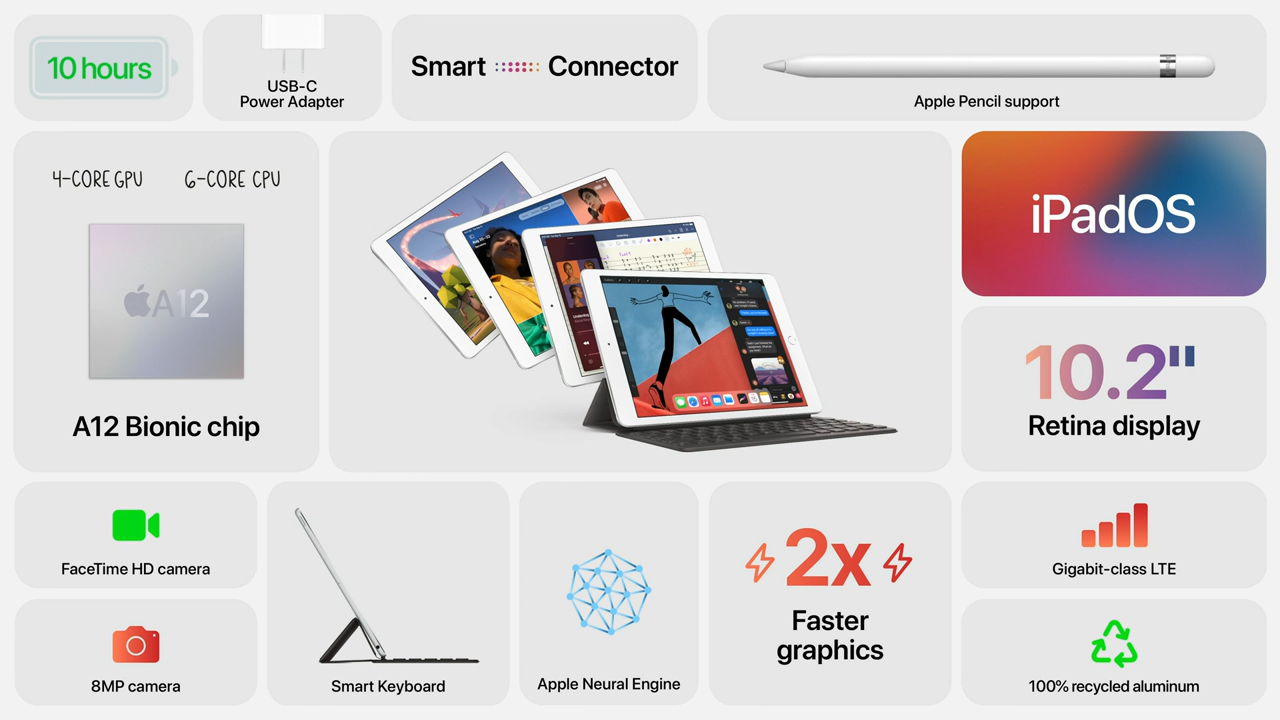 10 hours
USB-C
Power Adapter
Smart Connector
Apple Pencil support
4-CORE GPU 6-CORE CPU
A12
A12 Bionic chip
iPadOS
10.2"
Retina display
FaceTime HD camera
8MP camera
Smart Keyboard
Apple Neural Engine
2x
Faster
graphics
Gigabit-class LTE
100% recycled aluminum